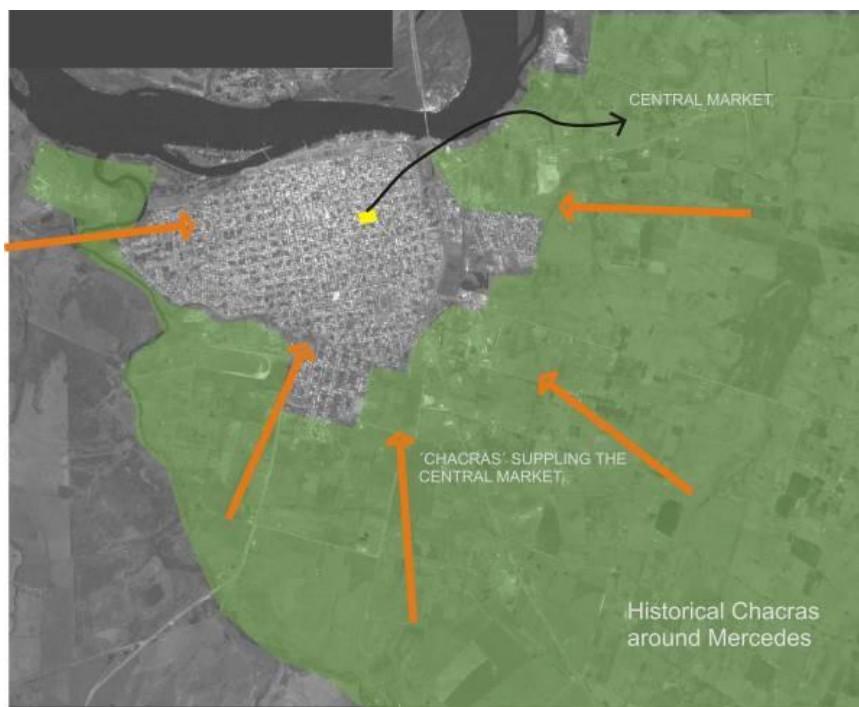 CENTRAL MARKET
´CHACRAS´ SUPPLING THE
CENTRAL MARKET
Historical Chacras
around Mercedes